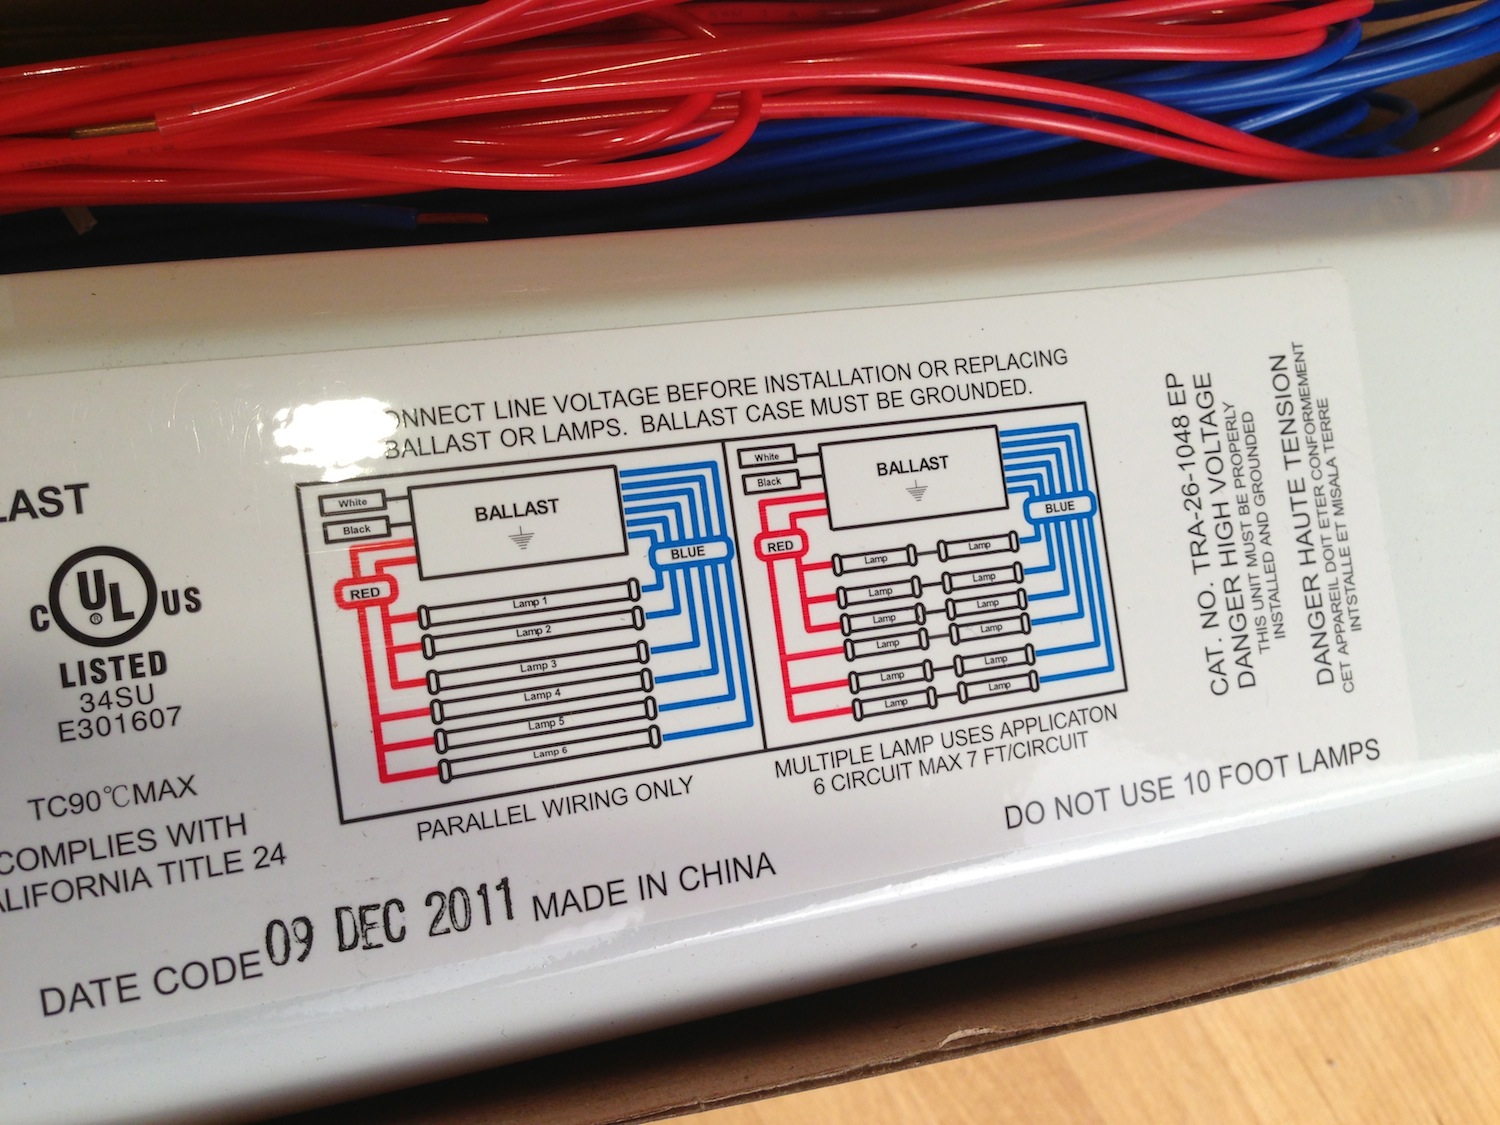 ONNECT LINE VOLTAGE BEFORE INSTALLATION OR REPLACING
BALLAST OR LAMPS. BALLAST CASE MUST BE GROUNDED.
LAST
C UL ® US
LISTED
34SU
E301607
TC90℃MAX
COMPLIES WITH
ALIFORNIA TITLE 24
DATE CODE 09 DEC 2011 MADE IN CHINA
White
Black
BALLAST
RED
BLUE
Lamp 1
Lamp 2
Lamp 3
Lamp 4
Lamp 5
Lamp 6
PARALLEL WIRING ONLY
White
Black
BALLAST
RED
BLUE
Lamp Lamp
Lamp Lamp
Lamp Lamp
Lamp Lamp
Lamp Lamp
Lamp Lamp
MULTIPLE LAMP USES APPLICATON
6 CIRCUIT MAX 7 FT/CIRCUIT
DO NOT USE 10 FOOT LAMPS
CAT. NO. TRA-26-1048 EP
DANGER HIGH VOLTAGE
THIS UNIT MUST BE PROPERLY
INSTALLED AND GROUNDED
DANGER HAUTE TENSION
CET APPAREIL DOIT ETER CONFORMEMENT
INTSTALLE ET MISALA TERRE